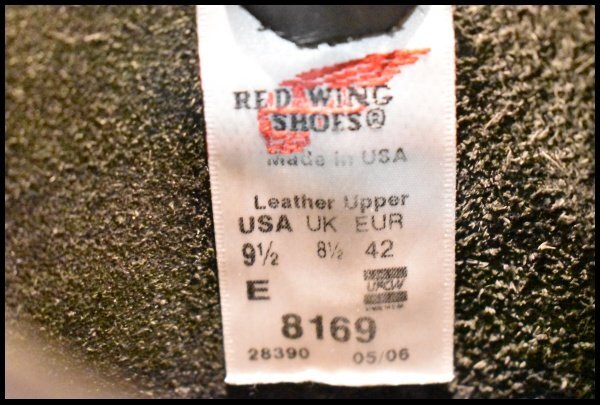 RED WING
SHOES®
Made in USA
Leather Upper
USA UK EUR
9½ 8½ 42
E UFCW
8169
28390 05/06